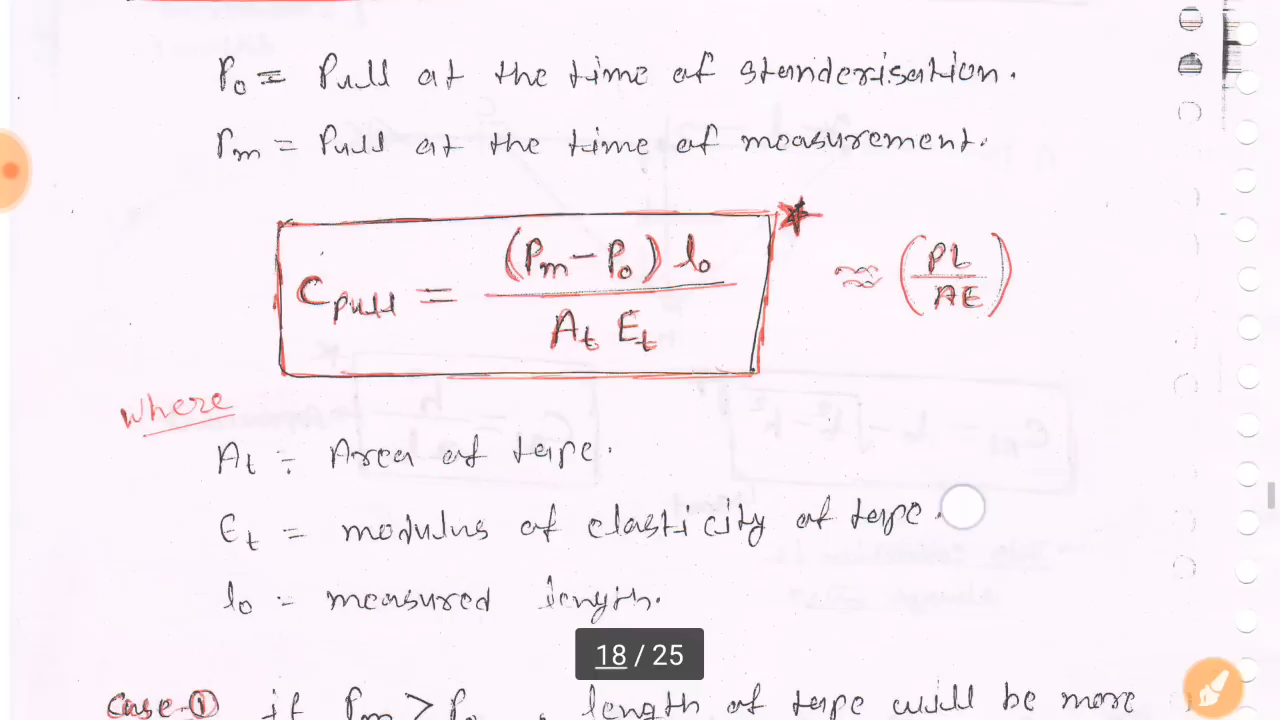 P₀ = Pull at the time of standerisation.
Pm = Pull at the time of measurement.
C pull = (Pm - P₀) l₀ / At Et ≈ (PL / AE)
where
At = Area of tape.
Et = modulus of elasticity of tape.
l₀ = measured length.
18 / 25
Case-① if Pm > P₀, length of tape will be more